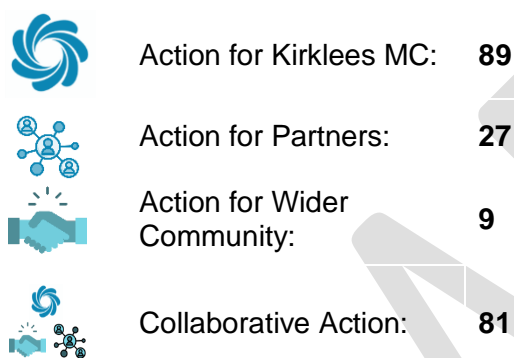 Action for Kirklees MC: 89
Action for Partners: 27
Action for Wider
Community: 9
Collaborative Action: 81